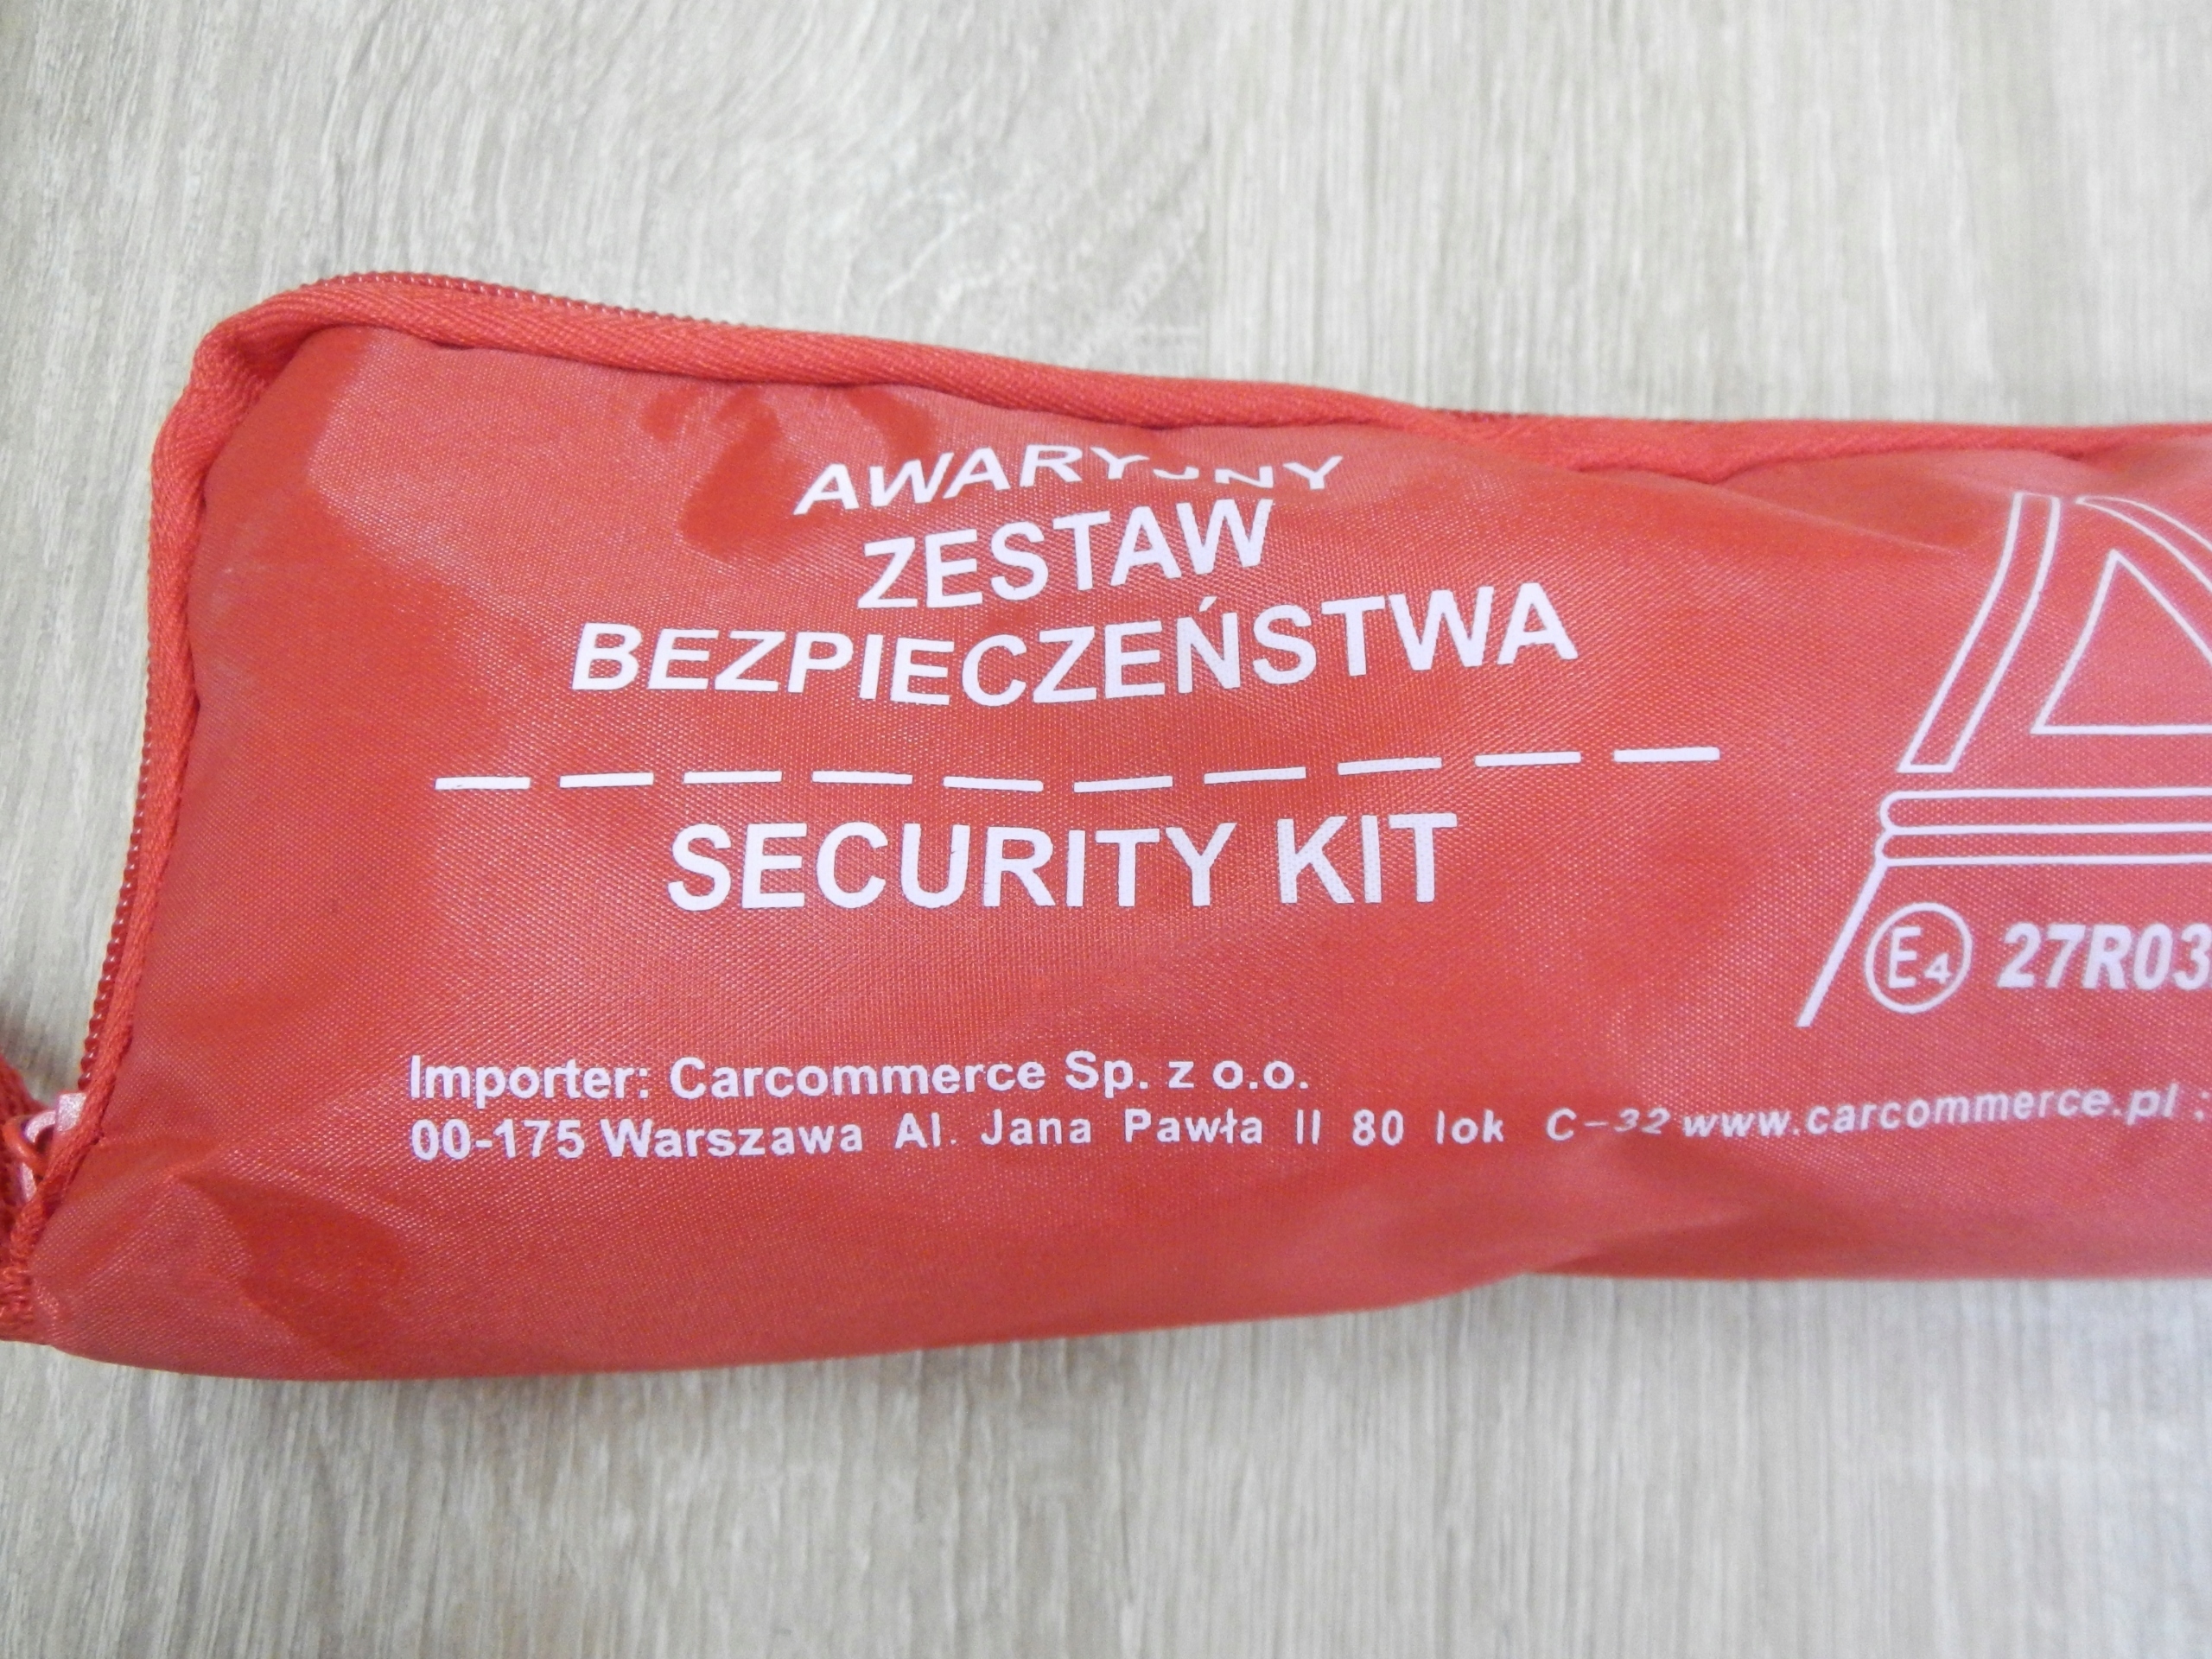 AWARYJNY
ZESTAW
BEZPIECZEŃSTWA
SECURITY KIT
E4 27R03
Importer: Carcommerce Sp. z o.o.
00-175 Warszawa Al. Jana Pawła II 80 lok C-32 www.carcommerce.pl